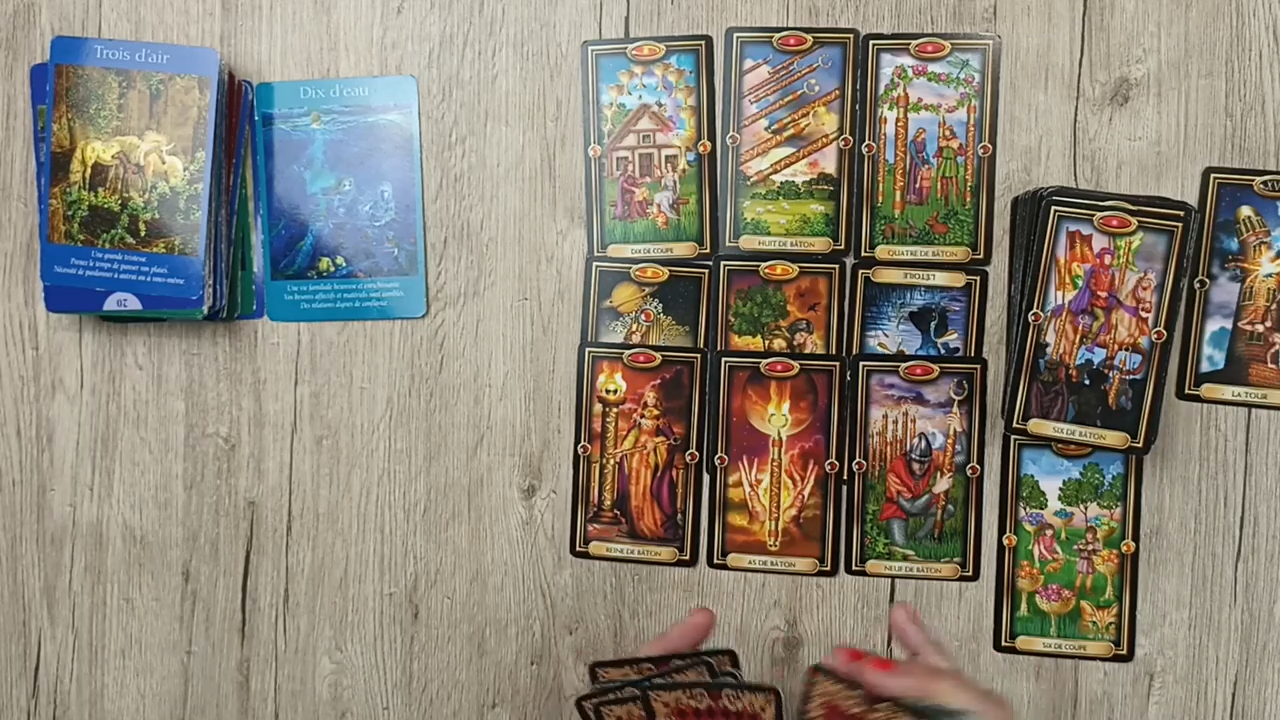 Trois d'air
Une grande tristesse.
Prenez le temps de panser vos plaies.
Nécessité de pardonner à autrui ou à vous-même.
20
Dix d'eau
Une vie familiale heureuse et enrichissante.
Les besoins affectifs et matériels sont comblés.
Des relations dignes de confiance.
DIX DE COUPE
HUIT DE BÂTON
QUATRE DE BÂTON
L'ÉTOILE
REINE DE BÂTON
AS DE BÂTON
NEUF DE BÂTON
SIX DE BÂTON
LA TOUR
SIX DE COUPE